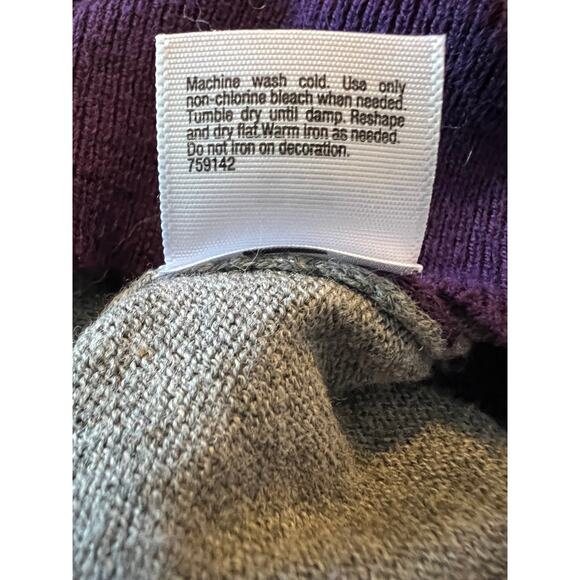 Machine wash cold. Use only
non-chlorine bleach when needed.
Tumble dry until damp. Reshape
and dry flat.Warm iron as needed.
Do not iron on decoration.
759142